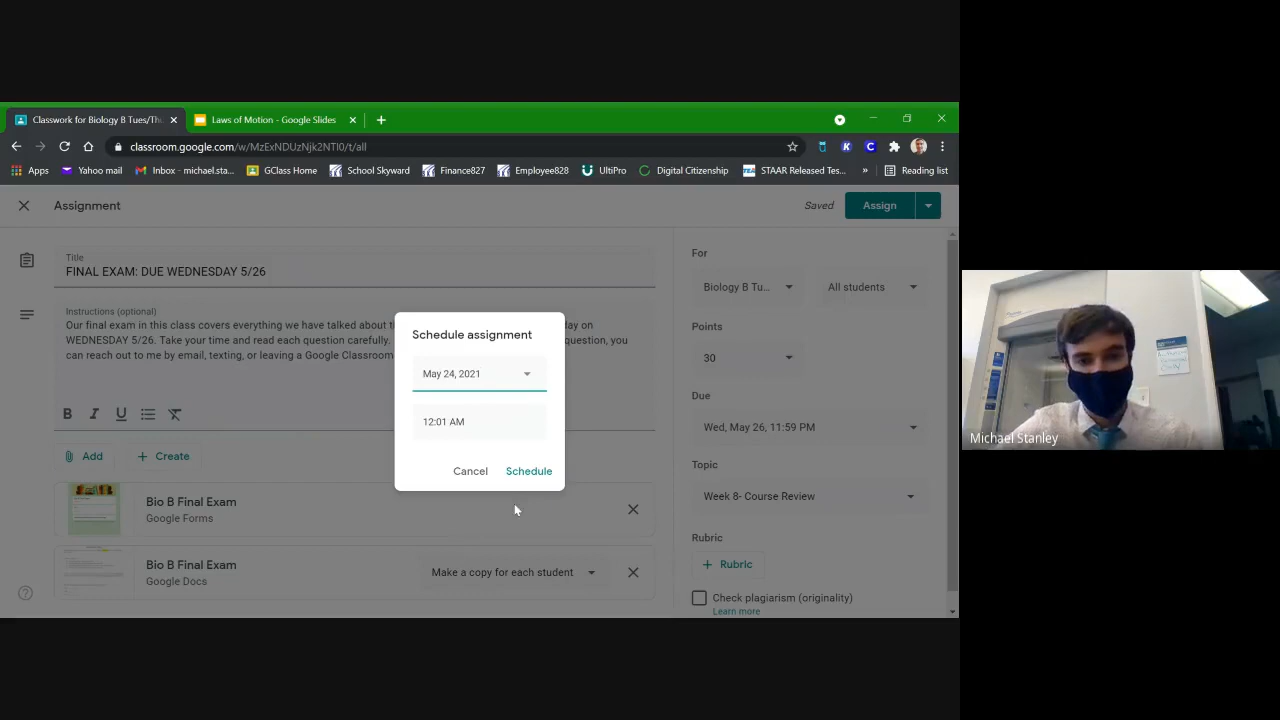 Classwork for Biology B Tues/Thu
Laws of Motion - Google Slides
classroom.google.com/w/MzExNDUzNjk2NTI0/t/all
Apps
Yahoo mail
Inbox - michael.sta...
GClass Home
School Skyward
Finance827
Employee828
UltiPro
Digital Citizenship
STAAR Released Tes...
»
Reading list
Assignment
Saved
Assign
Title
FINAL EXAM: DUE WEDNESDAY 5/26
Instructions (optional)
Our final exam in this class covers everything we have talked about t
ay on
WEDNESDAY 5/26. Take your time and read each question carefully.
question, you
can reach out to me by email, texting, or leaving a Google Classroom
B I U
Add
Create
Bio B Final Exam
Google Forms
Bio B Final Exam
Google Docs
Make a copy for each student
Schedule assignment
May 24, 2021
12:01 AM
Cancel
Schedule
For
Biology B Tu...
All students
Points
30
Due
Wed, May 26, 11:59 PM
Topic
Week 8- Course Review
Rubric
+ Rubric
Check plagiarism (originality)
Learn more
Michael Stanley